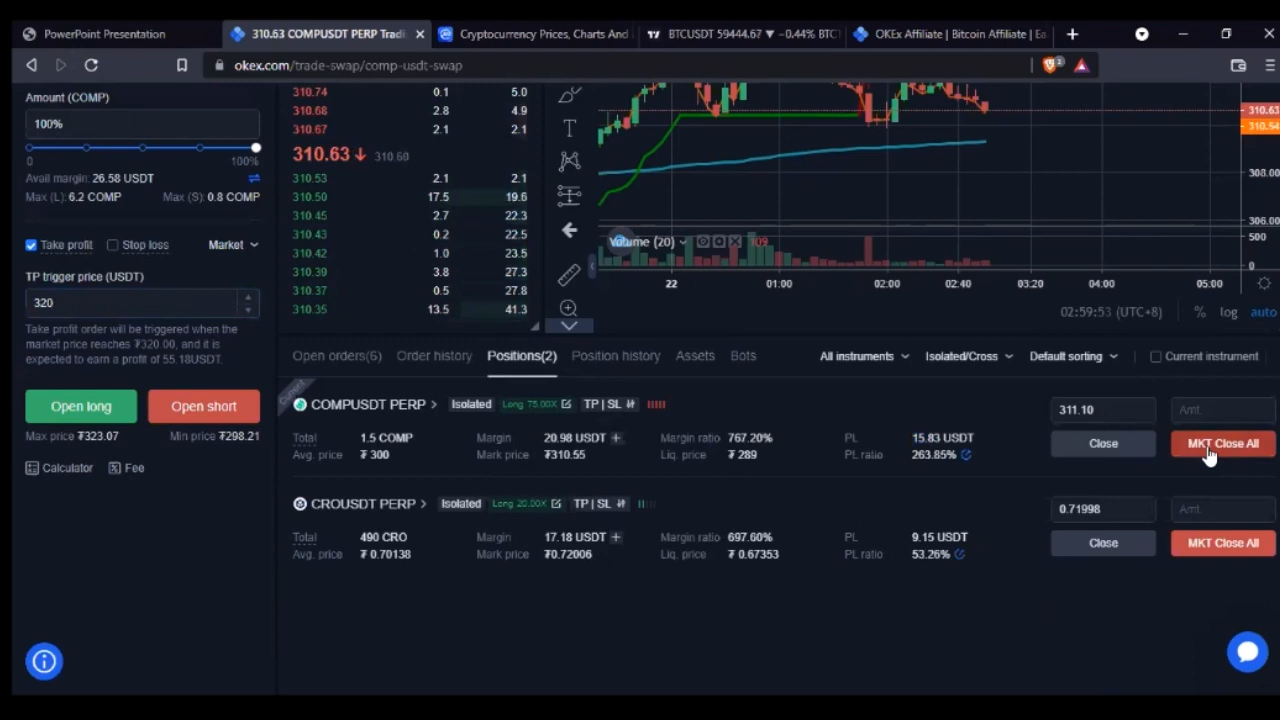 PowerPoint Presentation
310.63 COMPUSDT PERP Tradi
Cryptocurrency Prices, Charts And
BTCUSDT 59444.67 ▼ −0.44% BTC
OKEx Affiliate | Bitcoin Affiliate | Ea
okex.com/trade-swap/comp-usdt-swap
2
Amount (COMP)
100%
0
100%
Avail margin: 26.58 USDT
Max (L): 6.2 COMP
Max (S): 0.8 COMP
Take profit
Stop loss
Market
TP trigger price (USDT)
320
Take profit order will be triggered when the
market price reaches ₮320.00, and it is
expected to earn a profit of 55.18USDT.
Open long
Open short
Max price ₮323.07
Min price ₮298.21
Calculator
Fee
310.74 0.1 5.0
310.68 2.8 4.9
310.67 2.1 2.1
310.63 310.60
310.53 2.1 2.1
310.50 17.5 19.6
310.45 2.7 22.3
310.43 0.2 22.5
310.42 1.0 23.5
310.39 3.8 27.3
310.37 0.5 27.8
310.35 13.5 41.3
310.63
310.54
308.00
306.00
500
0
Volume (20)
109
22 01:00 02:00 02:40 03:20 04:00 05:00
02:59:53 (UTC+8) % log auto
Open orders(6) Order history Positions(2) Position history Assets Bots
All instruments Isolated/Cross Default sorting Current instrument
Current
COMPUSDT PERP Isolated Long 75.00X TP | SL
311.10 Amt.
Total 1.5 COMP Margin 20.98 USDT Margin ratio 767.20% PL 15.83 USDT
Close MKT Close All
Avg. price ₮ 300 Mark price ₮310.55 Liq. price ₮ 289 PL ratio 263.85%
CROUSDT PERP Isolated Long 20.00X TP | SL
0.71998 Amt.
Total 490 CRO Margin 17.18 USDT Margin ratio 697.60% PL 9.15 USDT
Close MKT Close All
Avg. price ₮ 0.70138 Mark price ₮0.72006 Liq. price ₮ 0.67353 PL ratio 53.26%